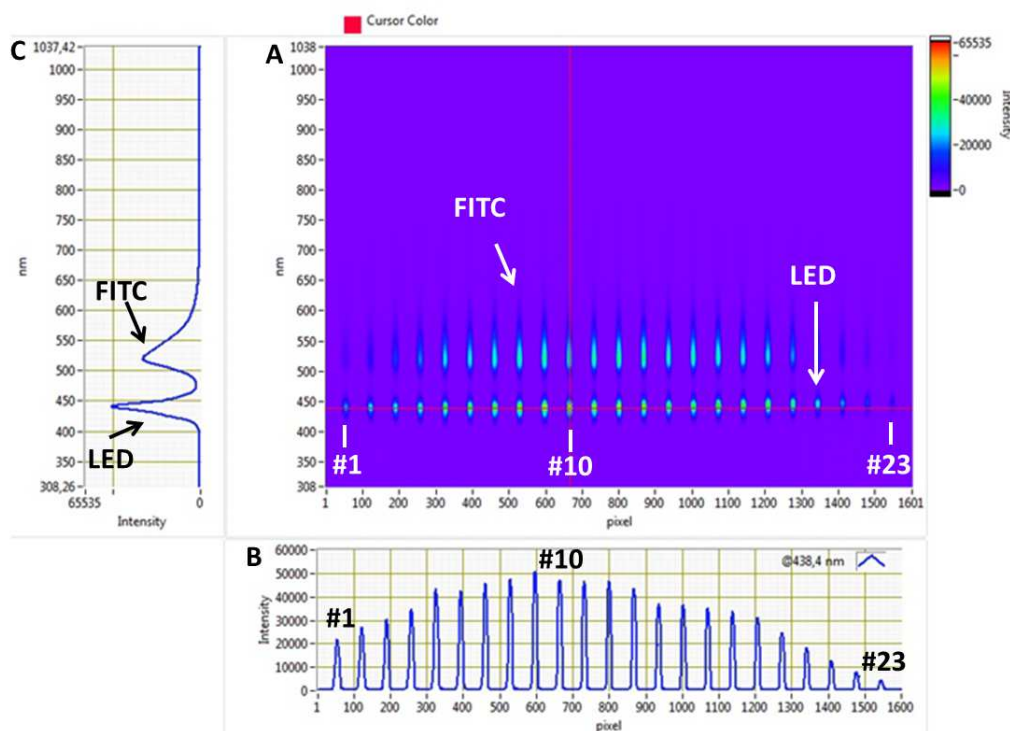 Cursor Color
C
1037,42
1000
950
900
850
800
750
700
650
600
550
500
450
400
350
308,26
nm
FITC
LED
65535
0
Intensity
A
1038
1000
950
900
850
800
750
700
650
600
550
500
450
400
350
308
nm
FITC
LED
#1
#10
#23
1 100 200 300 400 500 600 700 800 900 1000 1100 1200 1300 1400 1500 1601
pixel
65535
40000
20000
0
Intensity
B
60000
50000
40000
30000
20000
10000
0
Intensity
#1
#10
#23
@438,4 nm
1 100 200 300 400 500 600 700 800 900 1000 1100 1200 1300 1400 1500 1600
pixel